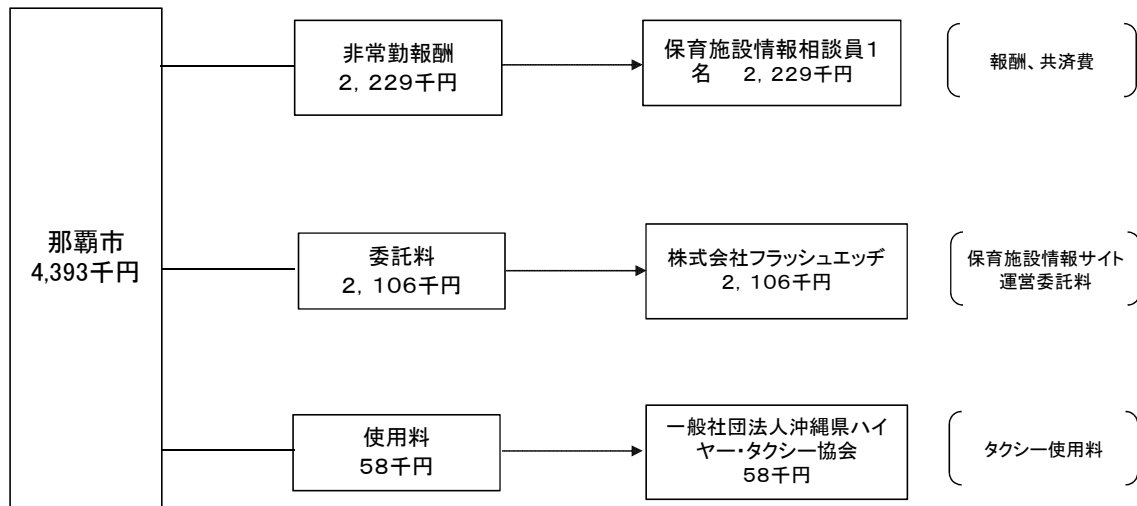 那覇市
4,393千円
非常勤報酬
2, 229千円
保育施設情報相談員1
名　 2, 229千円
報酬、共済費
委託料
2, 106千円
株式会社フラッシュエッヂ
2, 106千円
保育施設情報サイト
運営委託料
使用料
58千円
一般社団法人沖縄県ハイ
ヤー・タクシー協会
58千円
タクシー使用料